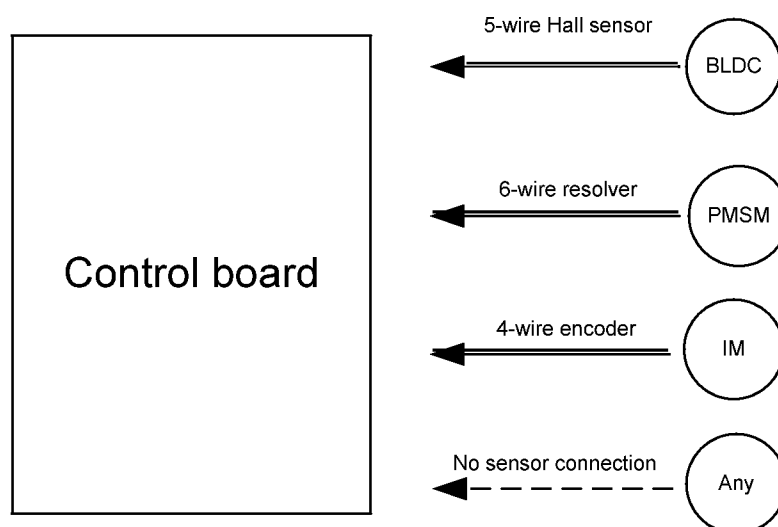 Control board
5-wire Hall sensor
BLDC
6-wire resolver
PMSM
4-wire encoder
IM
No sensor connection
Any